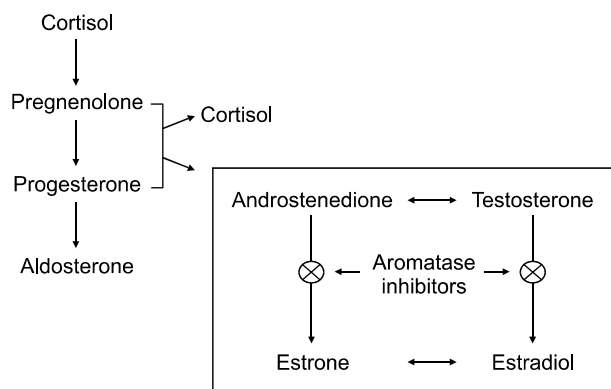 Cortisol
Pregnenolone
Cortisol
Progesterone
Androstenedione
Testosterone
Aldosterone
Aromatase
inhibitors
Estrone
Estradiol